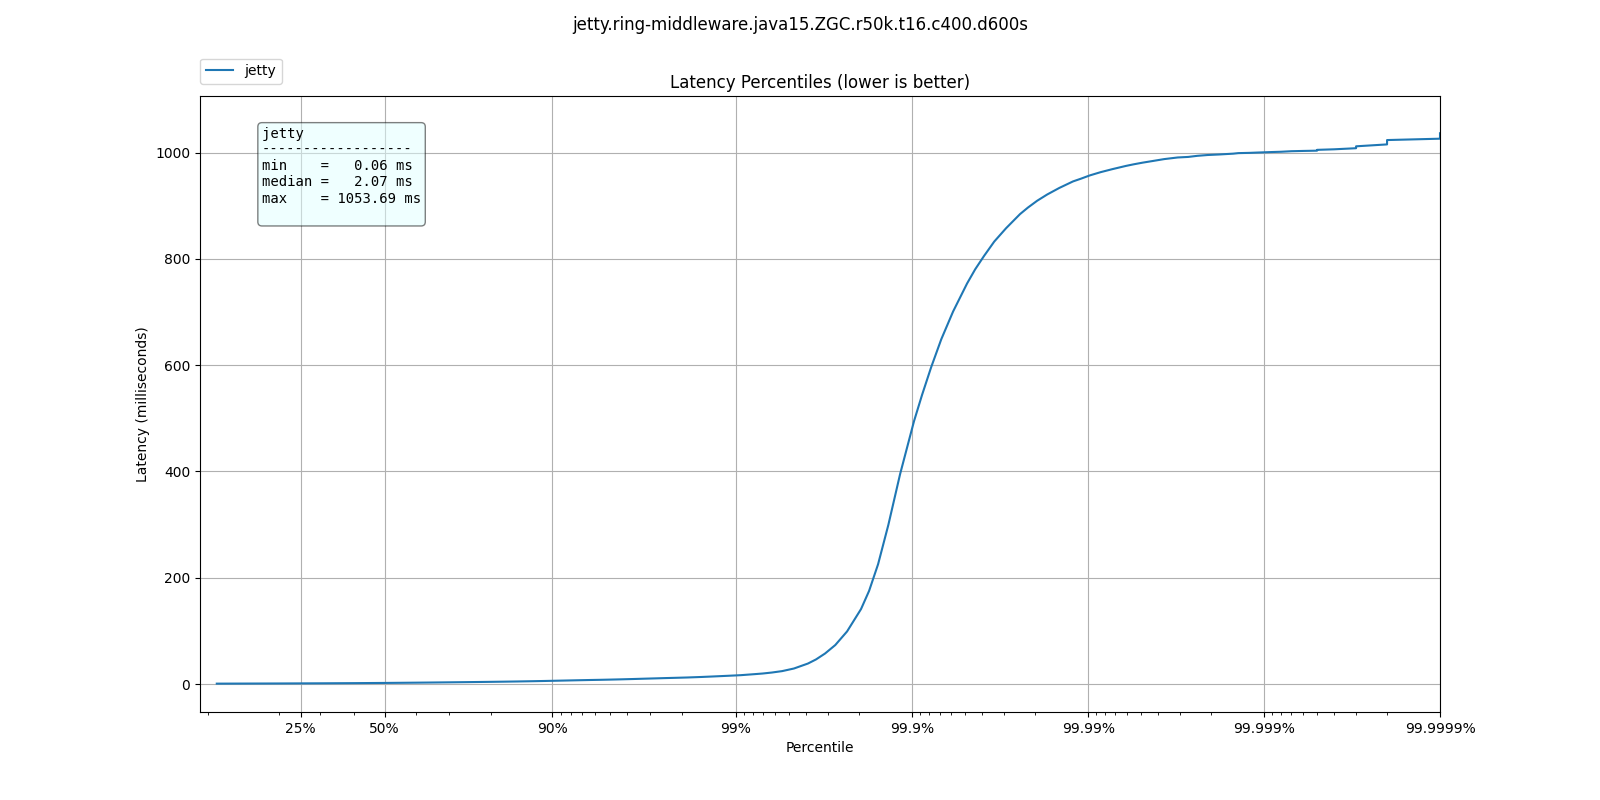 jetty.ring-middleware.java15.ZGC.r50k.t16.c400.d600s
jetty
Latency Percentiles (lower is better)
jetty
------------------
min    =   0.06 ms
median =   2.07 ms
max    = 1053.69 ms
1000
800
600
400
200
0
Latency (milliseconds)
25% 50% 90% 99% 99.9% 99.99% 99.999% 99.9999%
Percentile